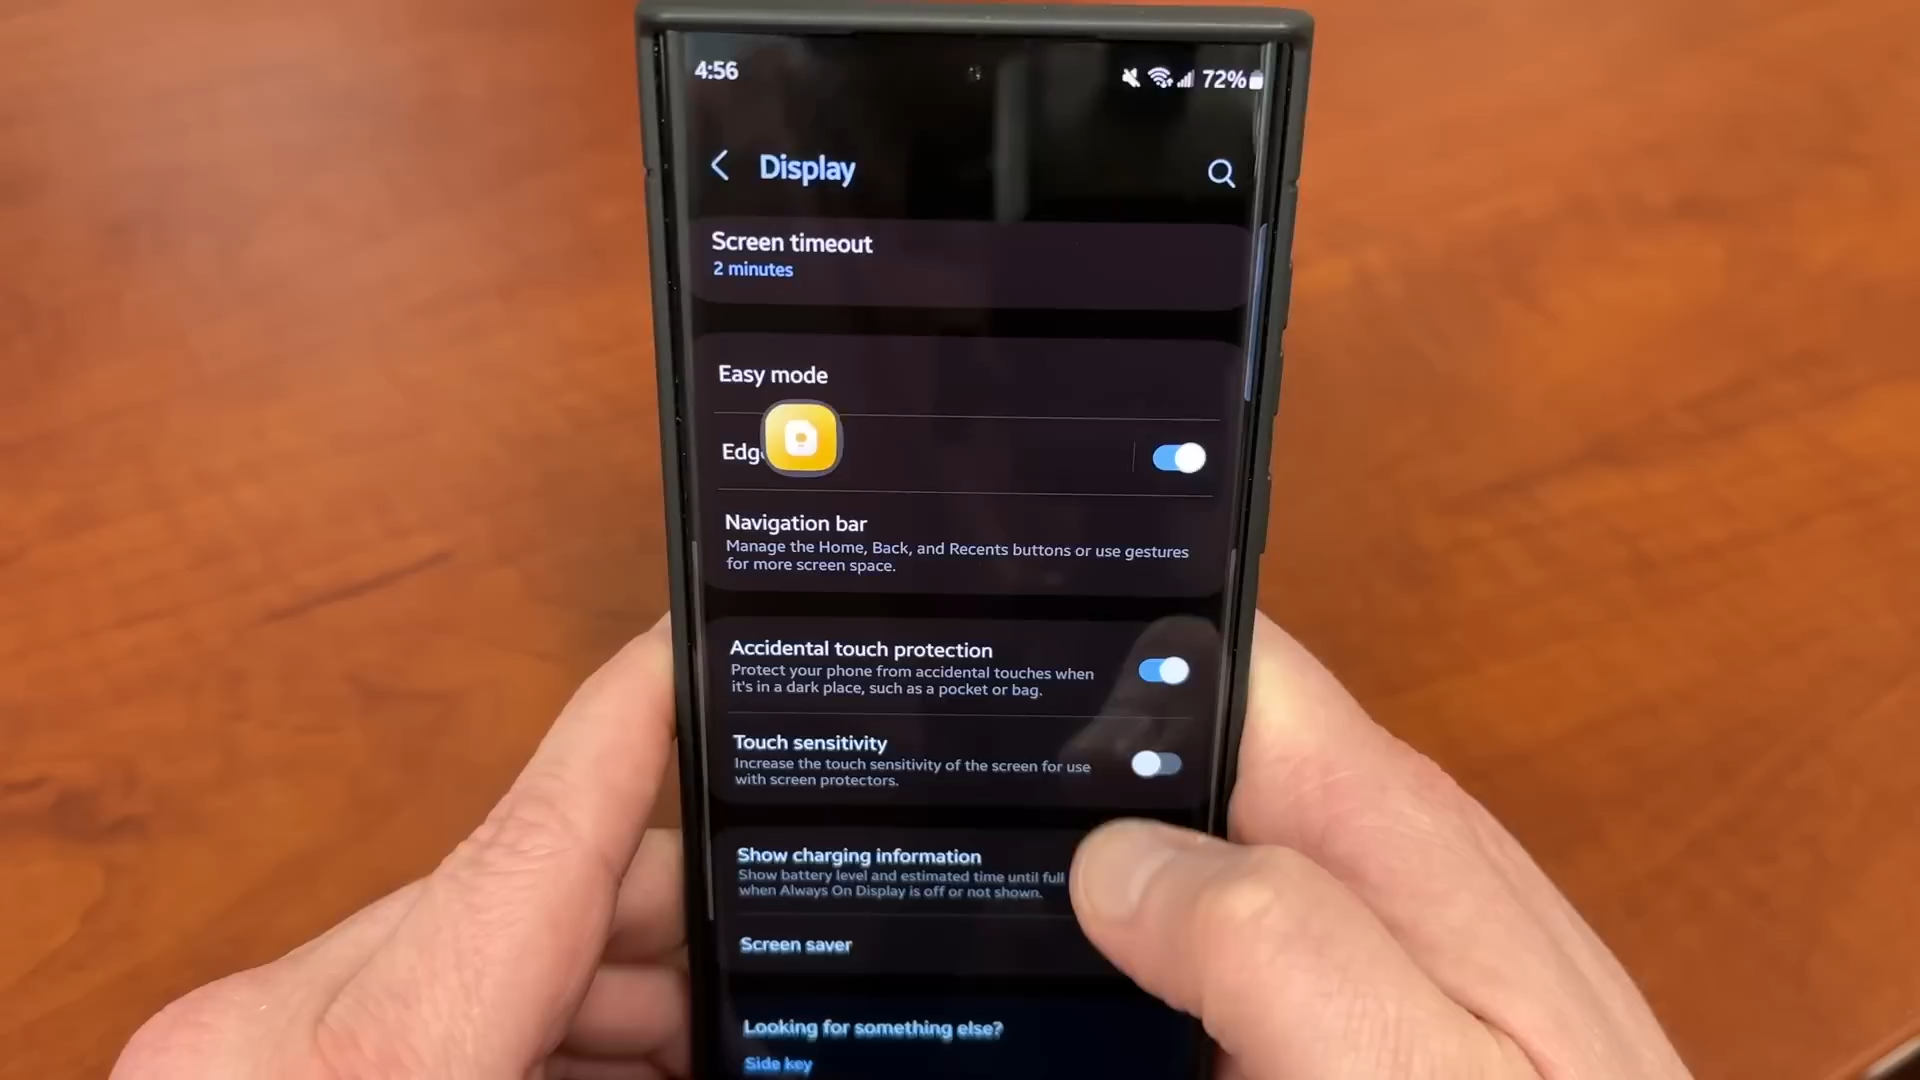 4:56
72%
Display
Screen timeout
2 minutes
Easy mode
Navigation bar
Manage the Home, Back, and Recents buttons or use gestures
for more screen space.
Accidental touch protection
Protect your phone from accidental touches when
it's in a dark place, such as a pocket or bag.
Touch sensitivity
Increase the touch sensitivity of the screen for use
with screen protectors.
Show charging information
Show battery level and estimated time until full
when Always On Display is off or not shown.
Screen saver
Looking for something else?
Side key